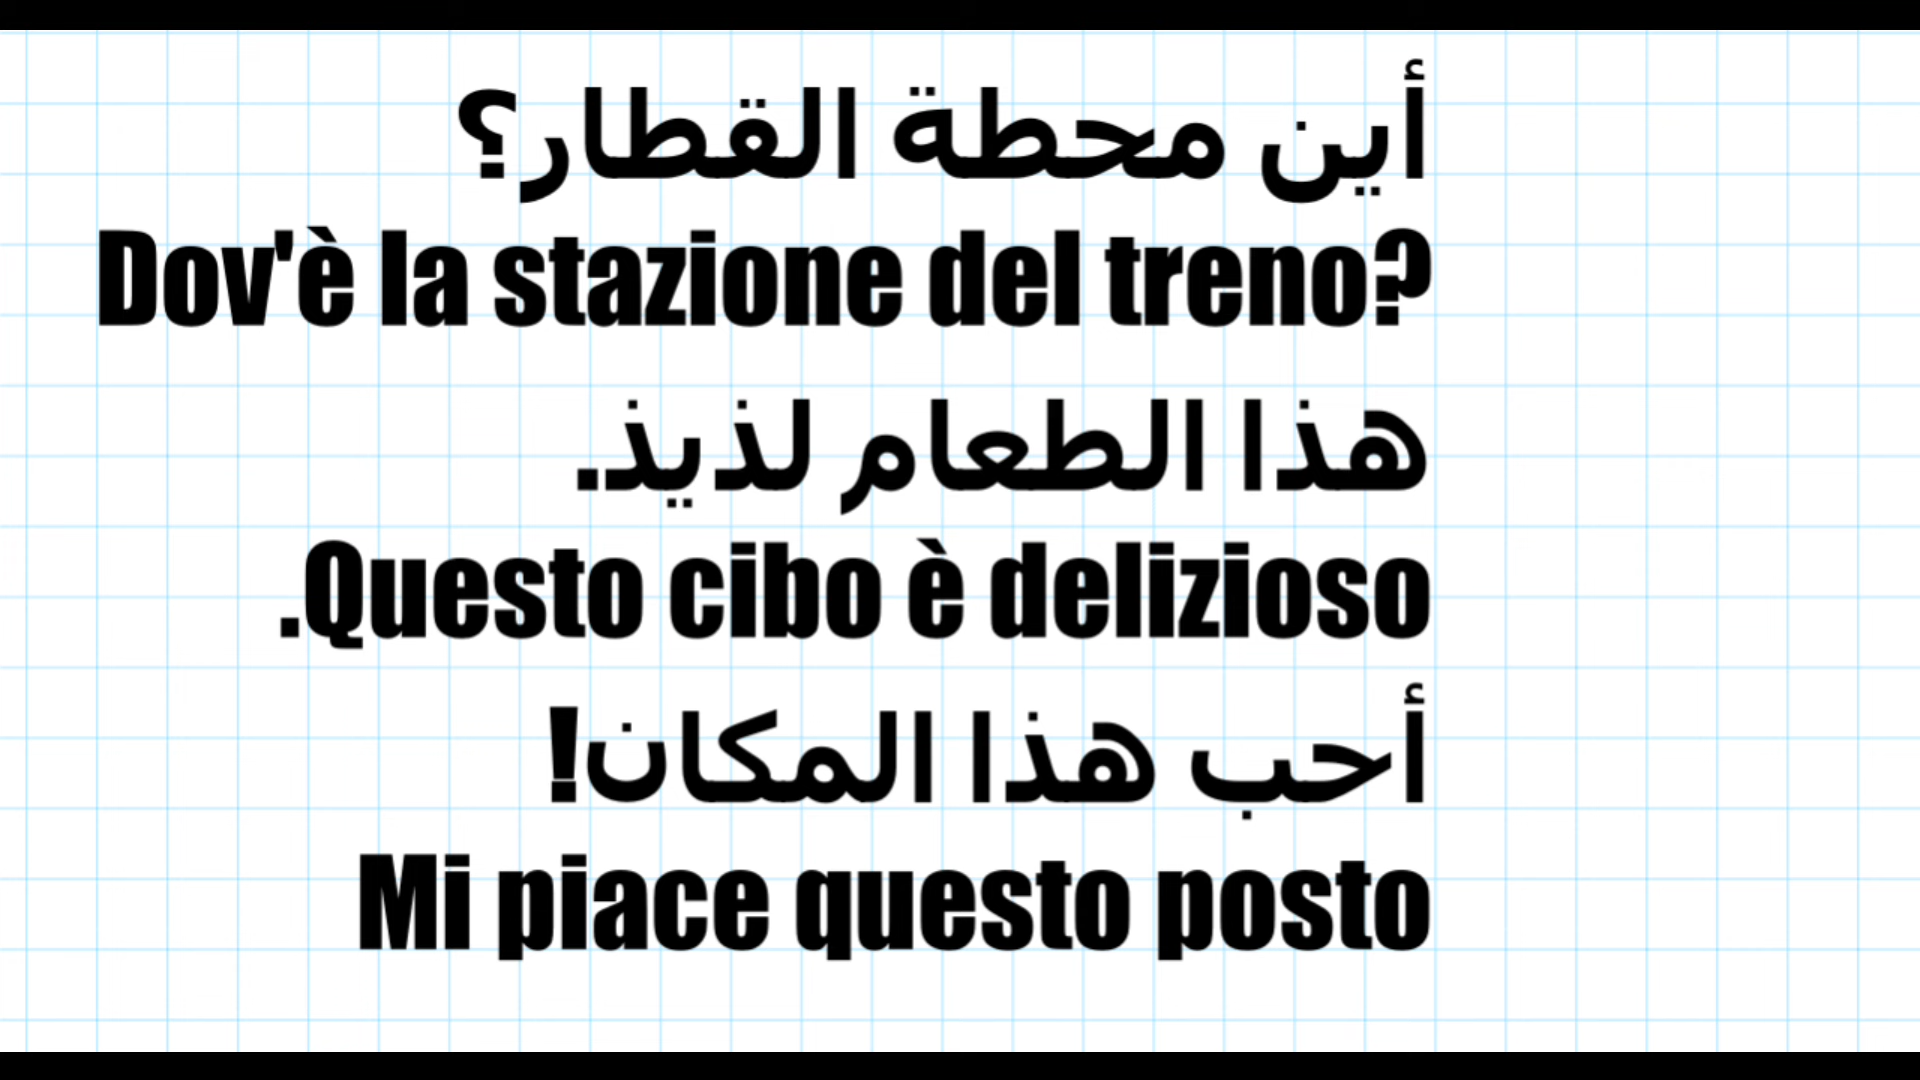 أين محطة القطار؟
Dov'è la stazione del treno?
هذا الطعام لذيذ.
.Questo cibo è delizioso
أحب هذا المكان!
Mi piace questo posto